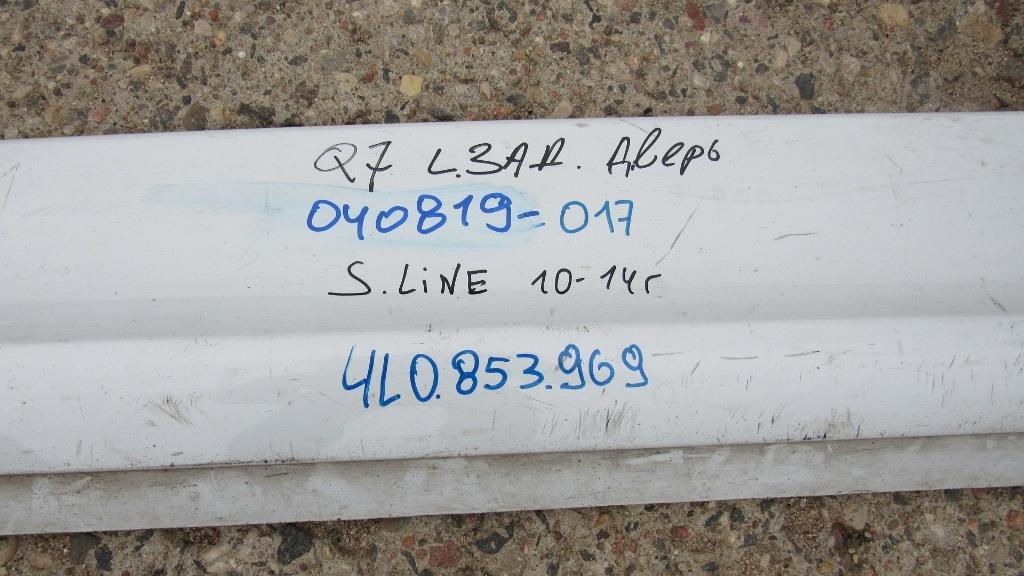 Q7 L.ЗАД. Дверь
040819-017
S.LiNE 10-14г
4L0.853.969